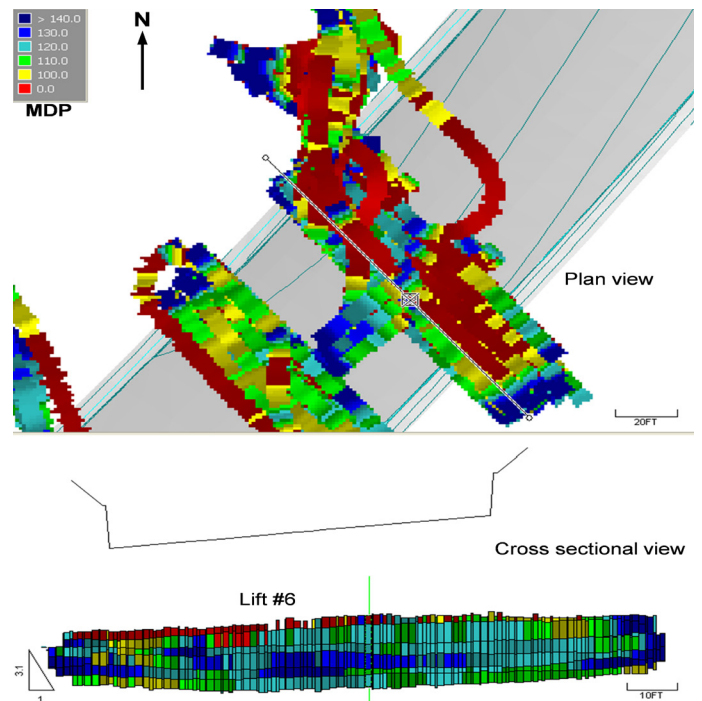 > 140.0
130.0
120.0
110.0
100.0
0.0
MDP
N
Plan view
20FT
Cross sectional view
Lift #6
3.1
1
10FT